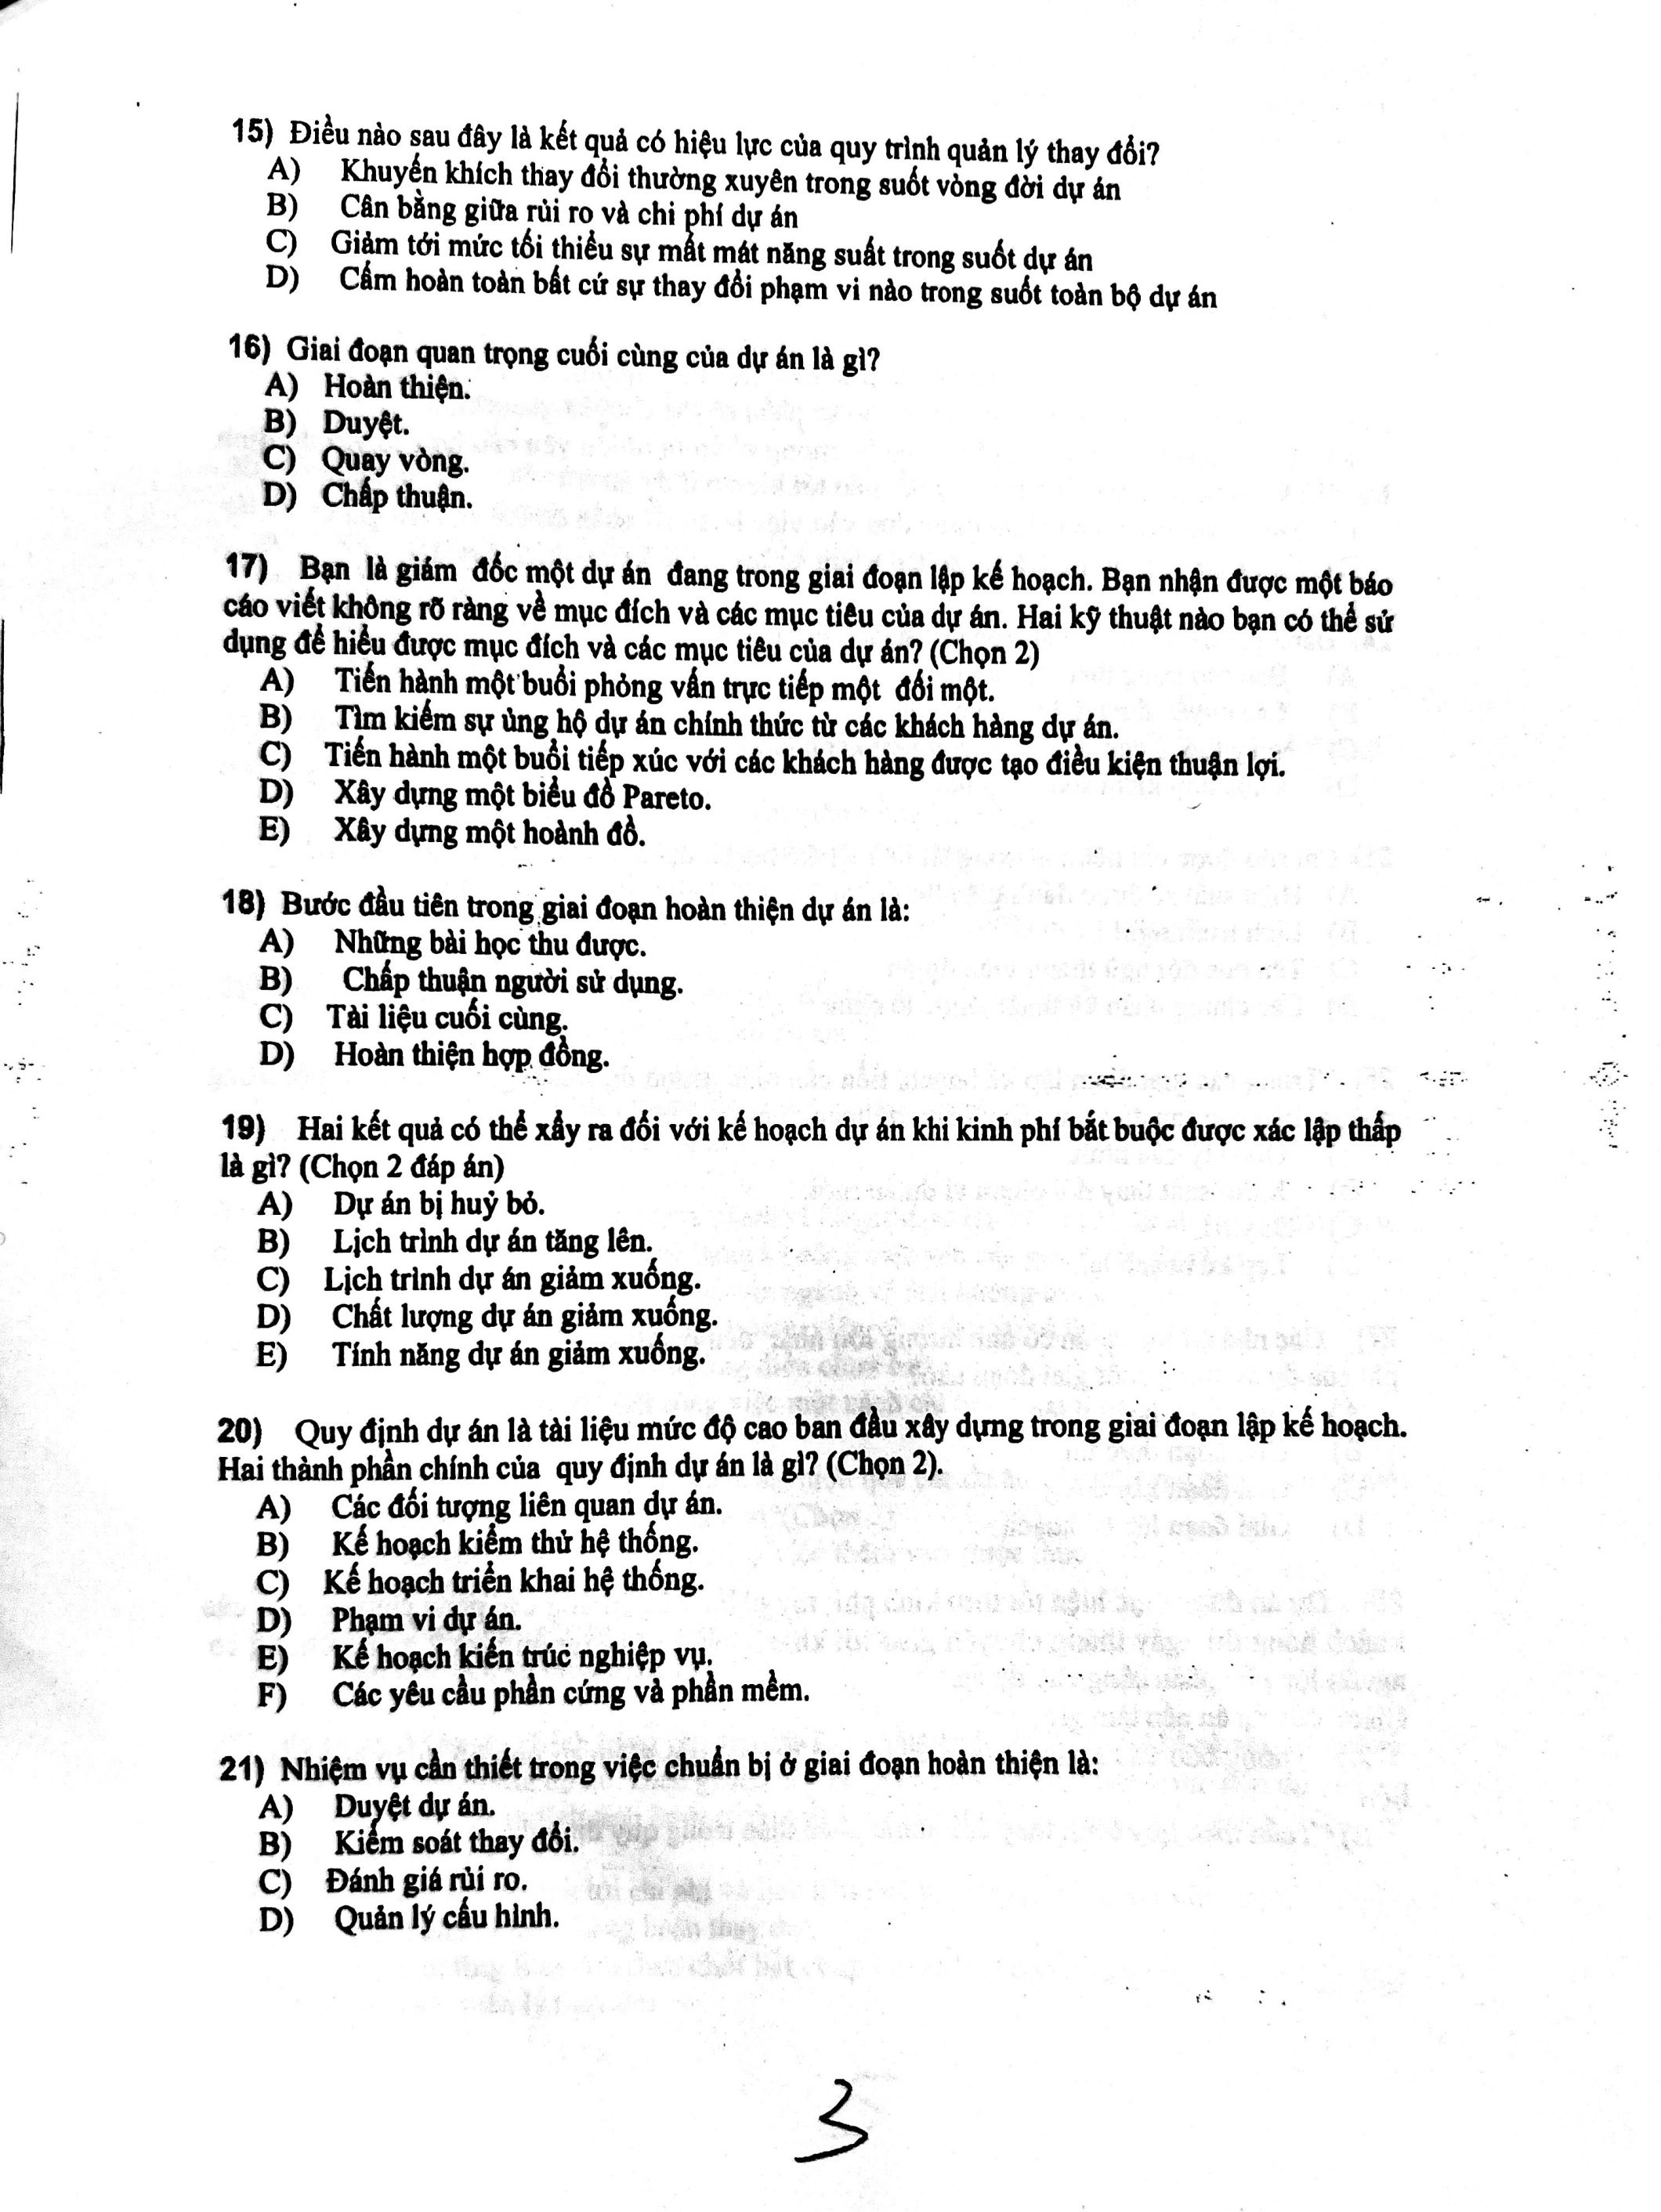 15) Điều nào sau đây là kết quả có hiệu lực của quy trình quản lý thay đổi?
A) Khuyến khích thay đổi thường xuyên trong suốt vòng đời dự án
B) Cân bằng giữa rủi ro và chi phí dự án
C) Giảm tới mức tối thiểu sự mất mát năng suất trong suốt dự án
D) Cấm hoàn toàn bất cứ sự thay đổi phạm vi nào trong suốt toàn bộ dự án
16) Giai đoạn quan trọng cuối cùng của dự án là gì?
A) Hoàn thiện.
B) Duyệt.
C) Quay vòng.
D) Chấp thuận.
17) Bạn là giám đốc một dự án đang trong giai đoạn lập kế hoạch. Bạn nhận được một báo
cáo viết không rõ ràng về mục đích và các mục tiêu của dự án. Hai kỹ thuật nào bạn có thể sử
dụng để hiểu được mục đích và các mục tiêu của dự án? (Chọn 2)
A) Tiến hành một buổi phỏng vấn trực tiếp một đối một.
B) Tìm kiếm sự ủng hộ dự án chính thức từ các khách hàng dự án.
C) Tiến hành một buổi tiếp xúc với các khách hàng được tạo điều kiện thuận lợi.
D) Xây dựng một biểu đồ Pareto.
E) Xây dựng một hoành đồ.
18) Bước đầu tiên trong giai đoạn hoàn thiện dự án là:
A) Những bài học thu được.
B) Chấp thuận người sử dụng.
C) Tài liệu cuối cùng.
D) Hoàn thiện hợp đồng.
19) Hai kết quả có thể xẩy ra đối với kế hoạch dự án khi kinh phí bắt buộc được xác lập thấp
là gì? (Chọn 2 đáp án)
A) Dự án bị huỷ bỏ.
B) Lịch trình dự án tăng lên.
C) Lịch trình dự án giảm xuống.
D) Chất lượng dự án giảm xuống.
E) Tính năng dự án giảm xuống.
20) Quy định dự án là tài liệu mức độ cao ban đầu xây dựng trong giai đoạn lập kế hoạch.
Hai thành phần chính của quy định dự án là gì? (Chọn 2).
A) Các đối tượng liên quan dự án.
B) Kế hoạch kiểm thử hệ thống.
C) Kế hoạch triển khai hệ thống.
D) Phạm vi dự án.
E) Kế hoạch kiến trúc nghiệp vụ.
F) Các yêu cầu phần cứng và phần mềm.
21) Nhiệm vụ cần thiết trong việc chuẩn bị ở giai đoạn hoàn thiện là:
A) Duyệt dự án.
B) Kiểm soát thay đổi.
C) Đánh giá rủi ro.
D) Quản lý cấu hình.
3